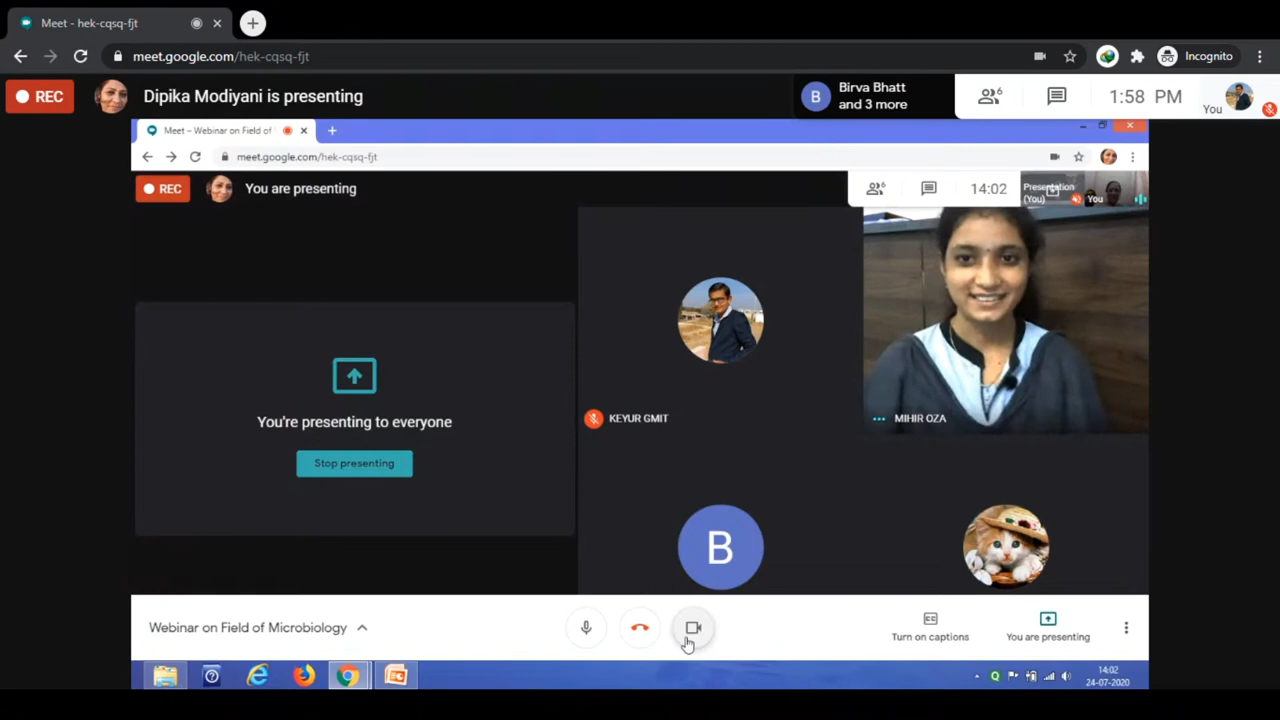 Meet - hek-cqsq-fjt
meet.google.com/hek-cqsq-fjt
Incognito
REC
Dipika Modiyani is presenting
B
Birva Bhatt
and 3 more
6
1:58 PM
You
Meet – Webinar on Field of
meet.google.com/hek-cqsq-fjt
REC
You are presenting
6
14:02
Presentation
(You)
You
You're presenting to everyone
Stop presenting
KEYUR GMIT
MIHIR OZA
B
Webinar on Field of Microbiology
CC
Turn on captions
You are presenting
14:02
24-07-2020